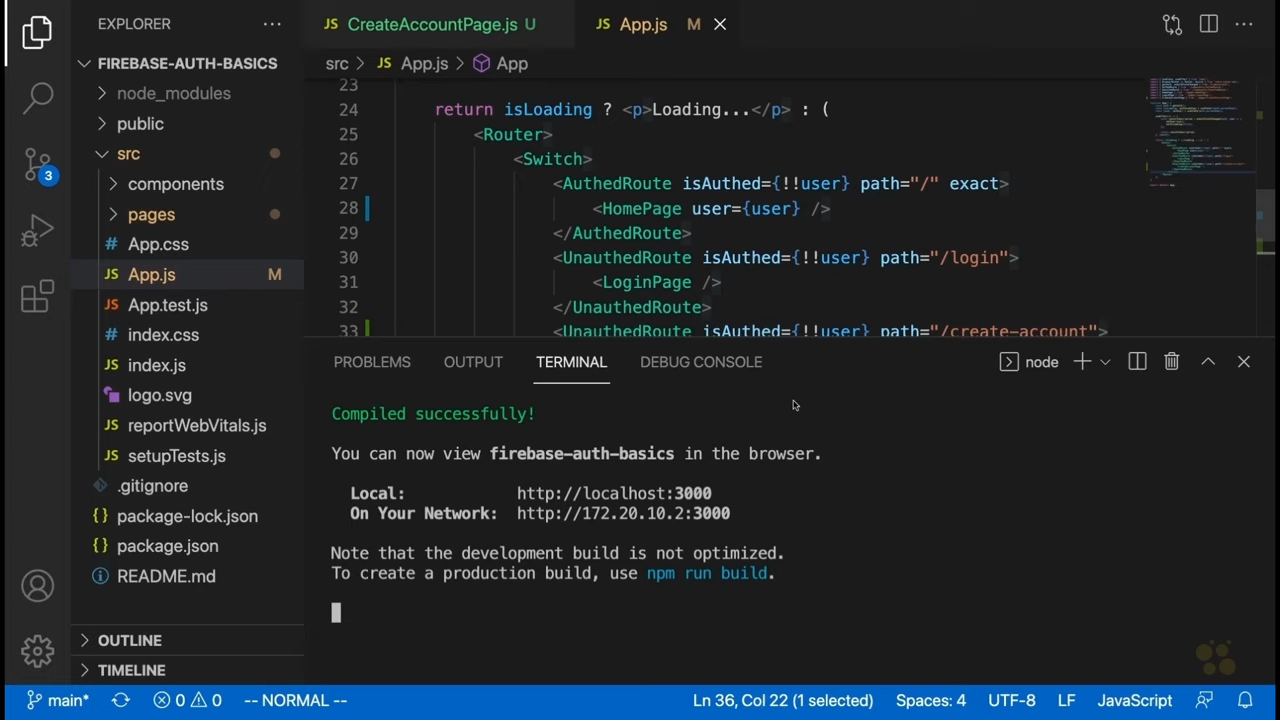 EXPLORER
FIREBASE-AUTH-BASICS
node_modules
public
src
components
pages
App.css
App.js M
App.test.js
index.css
index.js
logo.svg
reportWebVitals.js
setupTests.js
.gitignore
package-lock.json
package.json
README.md
OUTLINE
TIMELINE
3
JS CreateAccountPage.js U
JS App.js M
src > JS App.js > App
23
24 isLoading ? <p>Loading... p> : (
25 <Router>
26 <Switch>
27 <AuthedRoute isAuthed={!!user} path="/" exact>
28 <HomePage user={user} />
29 </AuthedRoute>
30 <UnauthedRoute isAuthed={!!user} path="/login">
31 <LoginPage />
32 </UnauthedRoute>
33 <UnauthedRoute isAuthed={!!user} path="/create-account">
PROBLEMS OUTPUT TERMINAL DEBUG CONSOLE node
Compiled successfully!
You can now view firebase-auth-basics in the browser.
Local: http://localhost:3000
On Your Network: http://172.20.10.2:3000
Note that the development build is not optimized.
To create a production build, use npm run build.
main* 0 0 -- NORMAL -- Ln 36, Col 22 (1 selected) Spaces: 4 UTF-8 LF JavaScript